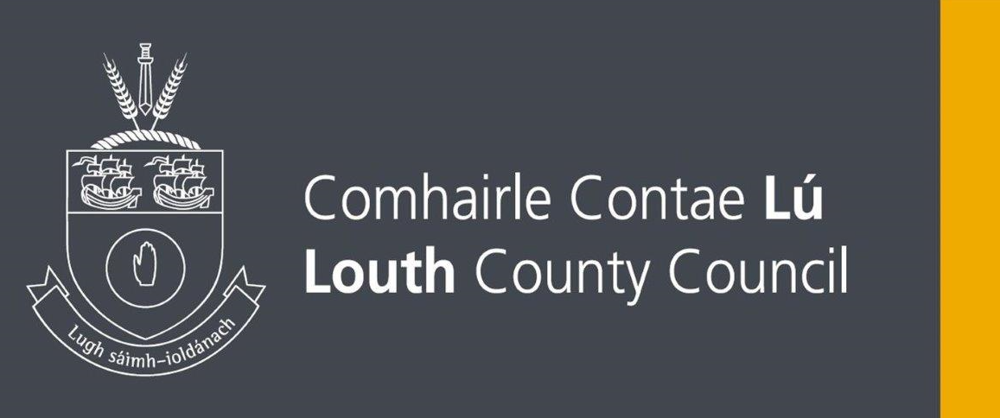 Comhairle Contae Lú
Louth County Council
Lugh sáimh-ioldánach